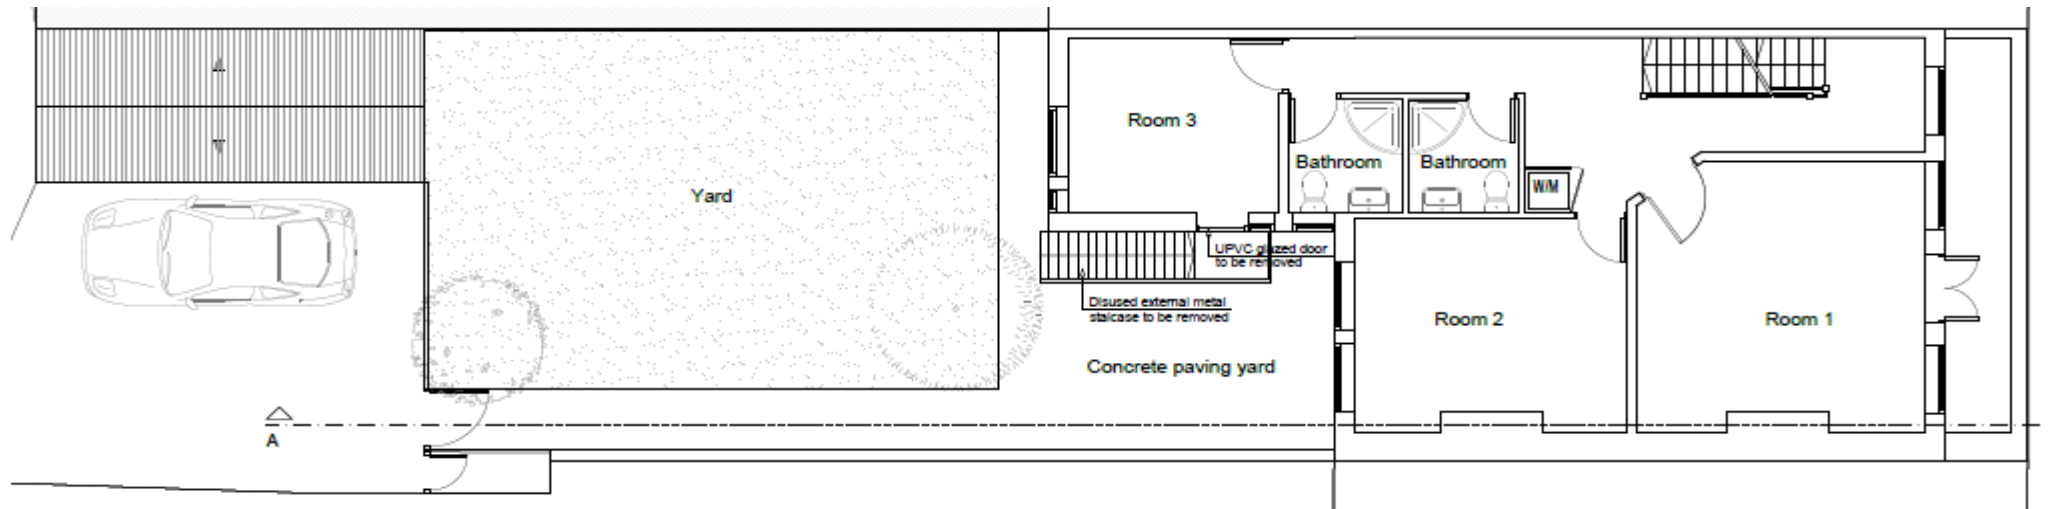 Room 3
Bathroom
Bathroom
W/M
Yard
UPVC glazed door
to be removed
Disused external metal
staicase to be removed
Room 2
Room 1
Concrete paving yard
A